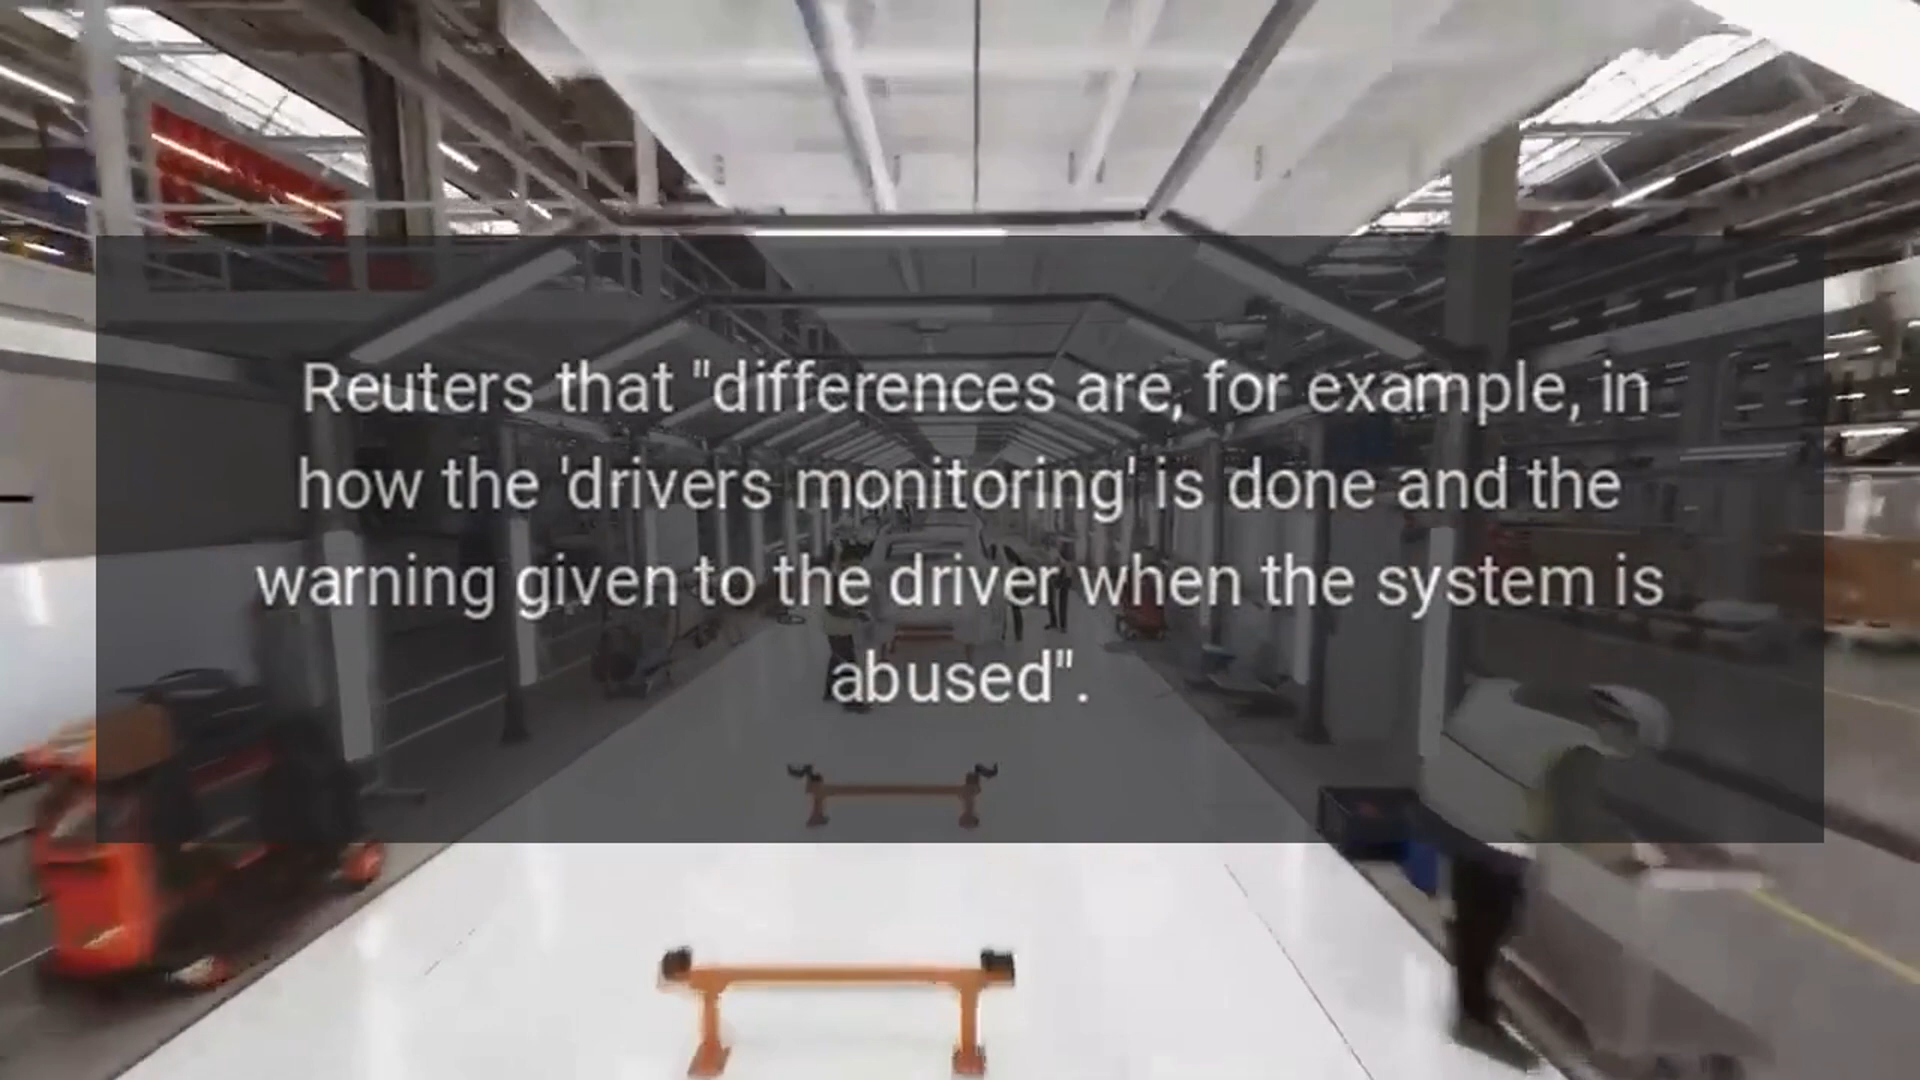 Reuters that "differences are, for example, in
how the 'drivers monitoring' is done and the
warning given to the driver when the system is
abused".